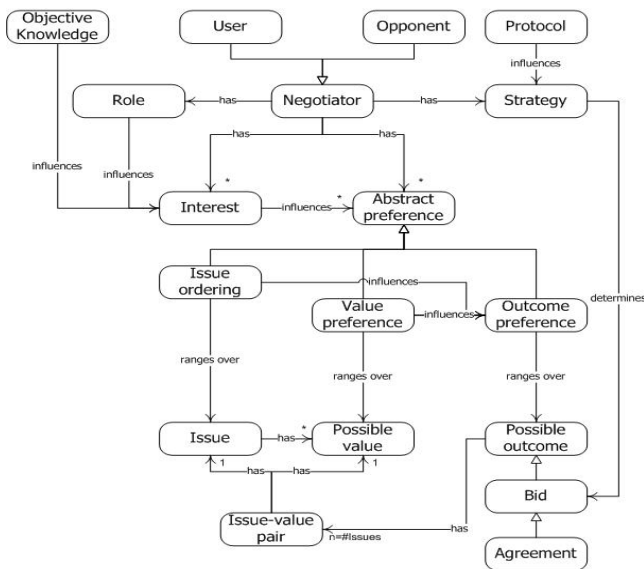 Objective
Knowledge
User
Opponent
Protocol
influences
Role
has
Negotiator
has
Strategy
has
has
influences
influences
*
*
*
Interest
influences
Abstract
preference
Issue
ordering
influences
determines
Value
preference
influences
Outcome
preference
ranges over
ranges over
ranges over
*
Issue
has
Possible
value
Possible
outcome
1
has
has
1
Bid
Issue-value
pair
has
n=#Issues
Agreement